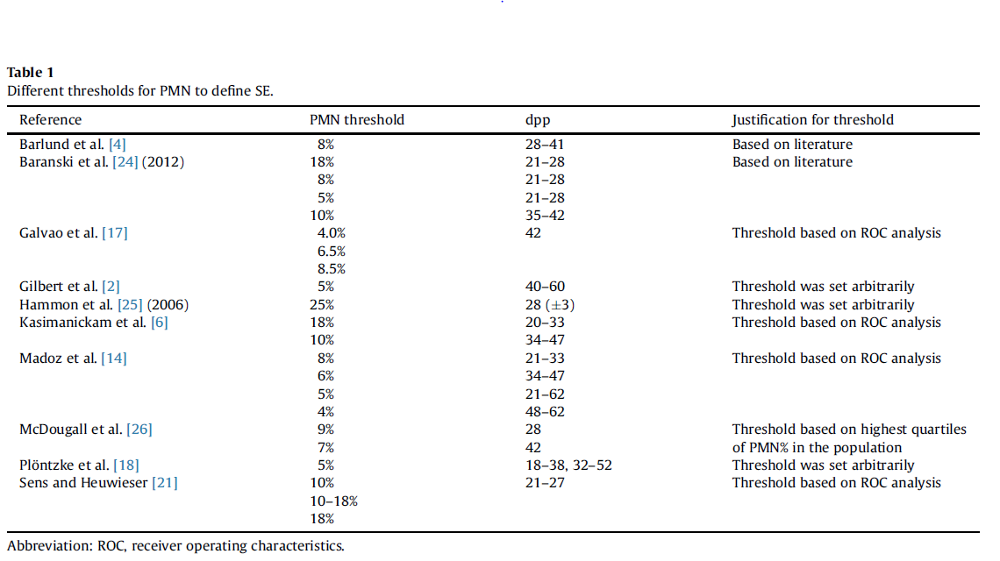 Table 1
Different thresholds for PMN to define SE.
Reference PMN threshold dpp Justification for threshold
Barlund et al. [4] 8% 28–41 Based on literature
Baranski et al. [24] (2012) 18% 21–28 Based on literature
8% 21–28
5% 21–28
10% 35–42
Galvao et al. [17] 4.0% 42 Threshold based on ROC analysis
6.5%
8.5%
Gilbert et al. [2] 5% 40–60 Threshold was set arbitrarily
Hammon et al. [25] (2006) 25% 28 (±3) Threshold was set arbitrarily
Kasimanickam et al. [6] 18% 20–33 Threshold based on ROC analysis
10% 34–47
Madoz et al. [14] 8% 21–33 Threshold based on ROC analysis
6% 34–47
5% 21–62
4% 48–62
McDougall et al. [26] 9% 28 Threshold based on highest quartiles
7% 42 of PMN% in the population
Plöntzke et al. [18] 5% 18–38, 32–52 Threshold was set arbitrarily
Sens and Heuwieser [21] 10% 21–27 Threshold based on ROC analysis
10–18%
18%
Abbreviation: ROC, receiver operating characteristics.